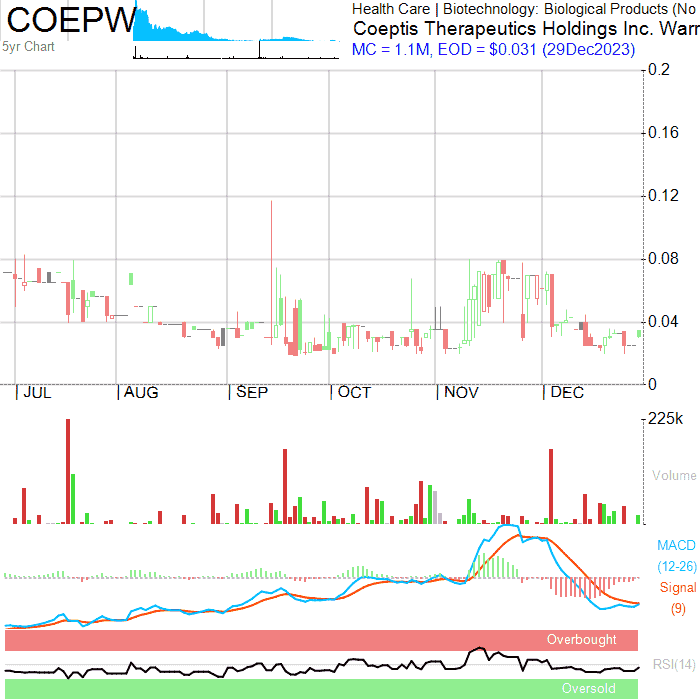 COEPW
5yr Chart
Health Care | Biotechnology: Biological Products (No
Coeptis Therapeutics Holdings Inc. Warr
MC = 1.1M, EOD = $0.031 (29Dec2023)
0.2
0.16
0.12
0.08
0.04
0
JUL
AUG
SEP
OCT
NOV
DEC
225k
Volume
MACD
(12-26)
Signal
(9)
Overbought
RSI(14)
Oversold